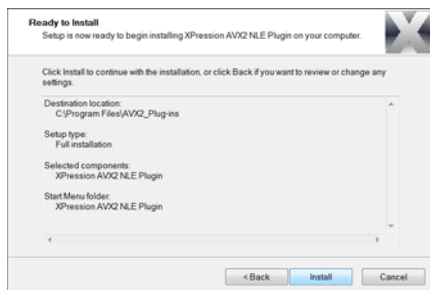 Ready to Install
Setup is now ready to begin installing XPression AVX2 NLE Plugin on your computer.
Click Install to continue with the installation, or click Back if you want to review or change any
settings.
Destination location:
C:\Program Files\AVX2_Plug-ins
Setup type:
Full installation
Selected components:
XPression AVX2 NLE Plugin
Start Menu folder:
XPression AVX2 NLE Plugin
< Back
Install
Cancel